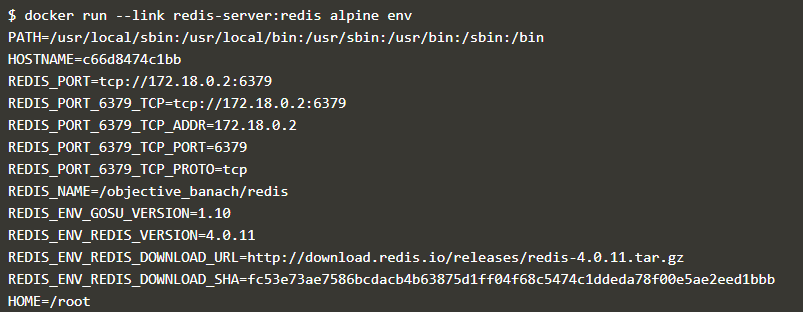 $ docker run --link redis-server:redis alpine env
PATH=/usr/local/sbin:/usr/local/bin:/usr/sbin:/usr/bin:/sbin:/bin
HOSTNAME=c66d8474c1bb
REDIS_PORT=tcp://172.18.0.2:6379
REDIS_PORT_6379_TCP=tcp://172.18.0.2:6379
REDIS_PORT_6379_TCP_ADDR=172.18.0.2
REDIS_PORT_6379_TCP_PORT=6379
REDIS_PORT_6379_TCP_PROTO=tcp
REDIS_NAME=/objective_banach/redis
REDIS_ENV_GOSU_VERSION=1.10
REDIS_ENV_REDIS_VERSION=4.0.11
REDIS_ENV_REDIS_DOWNLOAD_URL=http://download.redis.io/releases/redis-4.0.11.tar.gz
REDIS_ENV_REDIS_DOWNLOAD_SHA=fc53e73ae7586bcdacb4b63875d1ff04f68c5474c1ddeda78f00e5ae2eed1bbb
HOME=/root